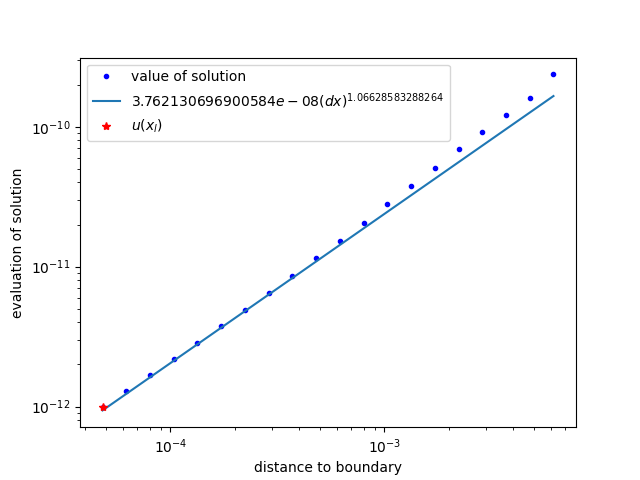 value of solution
3.762130696900584e − 08(dx)^1.06628583288264
u(x_l)
10^−10
10^−11
10^−12
evaluation of solution
10^−4
10^−3
distance to boundary